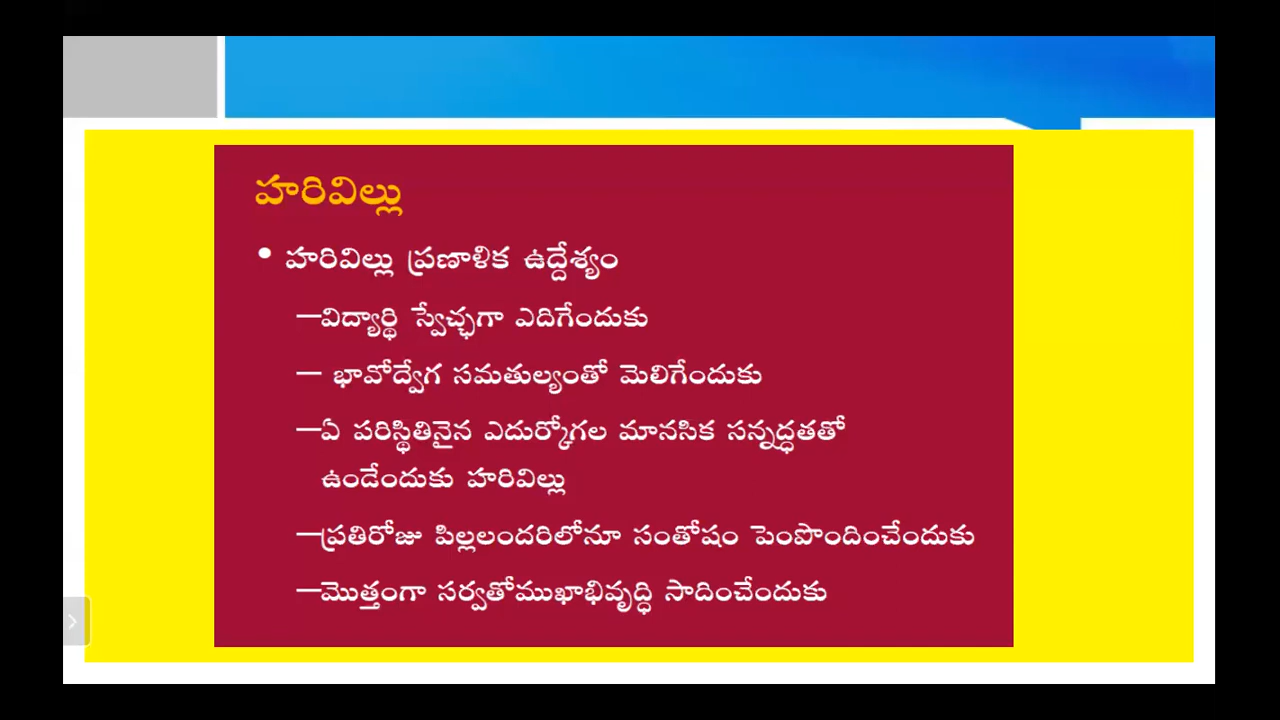 హరివిల్లు
• హరివిల్లు ప్రణాళిక ఉద్దేశ్యం
–విద్యార్థి స్వేచ్ఛగా ఎదిగేందుకు
– భావోద్వేగ సమతుల్యంతో మెలిగేందుకు
–ఏ పరిస్థితినైన ఎదుర్కోగల మానసిక సన్నద్ధతతో
ఉండేందుకు హరివిల్లు
–ప్రతిరోజు పిల్లలందరిలోనూ సంతోషం పెంపొందించేందుకు
–మొత్తంగా సర్వతోముఖాభివృద్ధి సాదించేందుకు